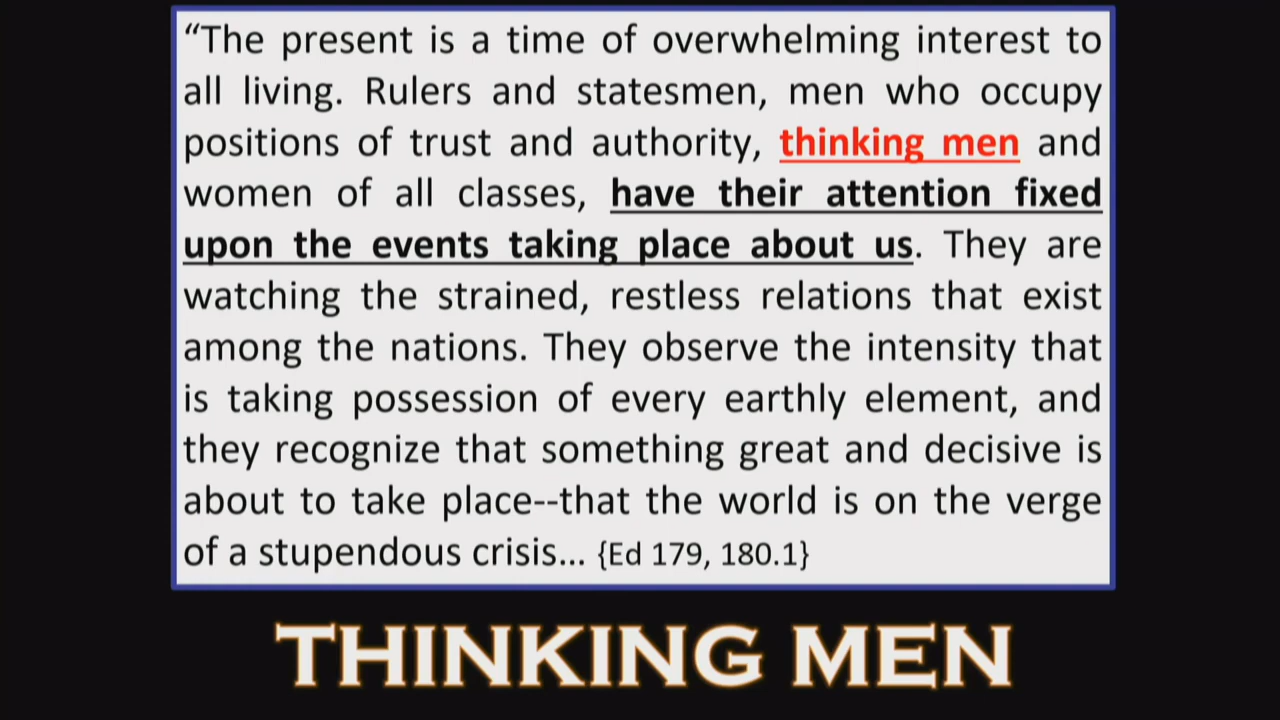 “The present is a time of overwhelming interest to
all living. Rulers and statesmen, men who occupy
positions of trust and authority, thinking men and
women of all classes, have their attention fixed
upon the events taking place about us. They are
watching the strained, restless relations that exist
among the nations. They observe the intensity that
is taking possession of every earthly element, and
they recognize that something great and decisive is
about to take place--that the world is on the verge
of a stupendous crisis... {Ed 179, 180.1}
THINKING MEN